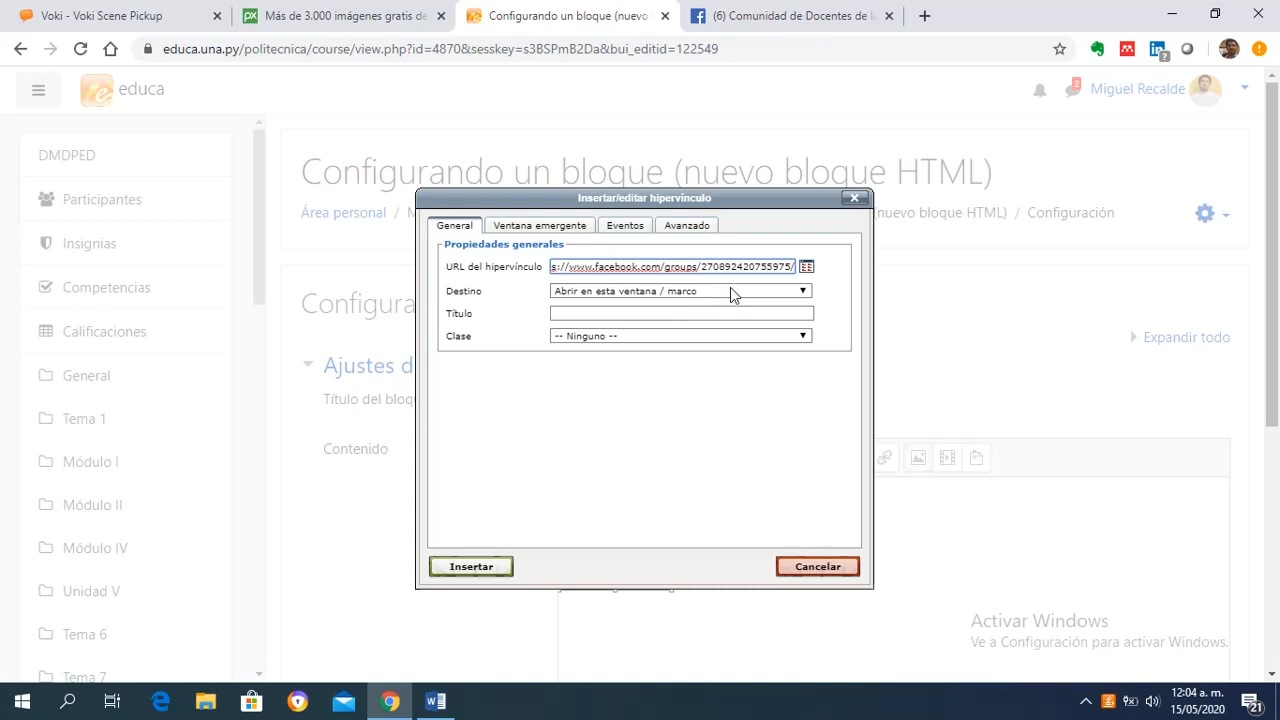 Voki - Voki Scene Pickup
Más de 3.000 imágenes gratis de
Configurando un bloque (nuevo
(6) Comunidad de Docentes de la
educa.una.py/politecnica/course/view.php?id=4870&sesskey=s3BSPmB2Da&bui_editid=122549
educa
2
Miguel Recalde
DMDPED
Participantes
Insignias
Competencias
Calificaciones
General
Tema 1
Módulo I
Módulo II
Módulo IV
Unidad V
Tema 6
Tema 7
Configurando un bloque (nuevo bloque HTML)
Área personal / M
(nuevo bloque HTML) / Configuración
Configura
Expandir todo
Ajustes d
Título del bloq
Contenido
Insertar/editar hipervínculo
General
Ventana emergente
Eventos
Avanzado
Propiedades generales
URL del hipervínculo
s://www.facebook.com/groups/270892420755975/
Destino
Abrir en esta ventana / marco
Título
Clase
-- Ninguno --
Insertar
Cancelar
Activar Windows
Ve a Configuración para activar Windows.
12:04 a. m.
15/05/2020
21